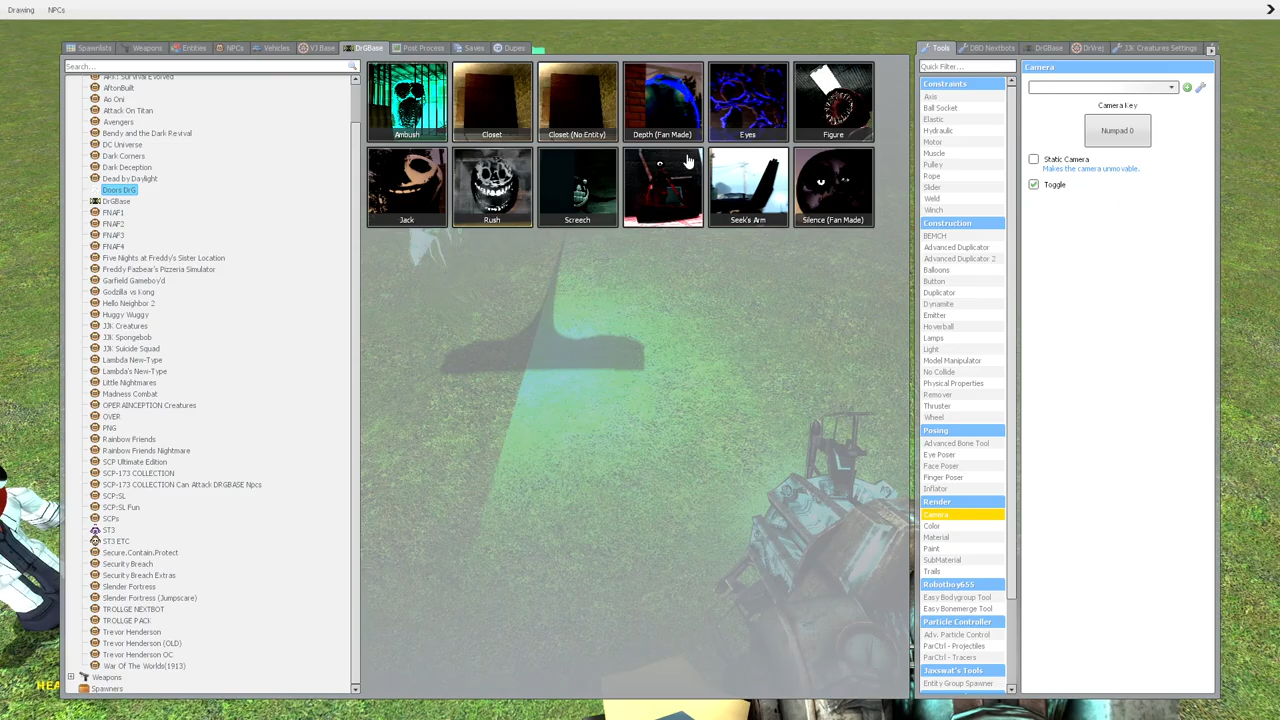 Drawing NPCs
Spawnlists Weapons Entities NPCs Vehicles VJ Base DrGBase Post Process Saves Dupes
Search...
ARK: Survival Evolved
AftonBuilt
Ao Oni
Attack On Titan
Avengers
Bendy and the Dark Revival
DC Universe
Dark Corners
Dark Deception
Dead by Daylight
Doors DrG
DrGBase
FNAF1
FNAF2
FNAF3
FNAF4
Five Nights at Freddy's Sister Location
Freddy Fazbear's Pizzeria Simulator
Garfield Gameboy'd
Godzilla vs Kong
Hello Neighbor 2
Huggy Wuggy
JJK Creatures
JJK Spongebob
JJK Suicide Squad
Lambda New-Type
Lambda's New-Type
Little Nightmares
Madness Combat
OPERAINCEPTION Creatures
OVER
PNG
Rainbow Friends
Rainbow Friends Nightmare
SCP Ultimate Edition
SCP-173 COLLECTION
SCP-173 COLLECTION Can Attack DRGBASE Npcs
SCP:SL
SCP:SL Fun
SCPs
ST3
ST3 ETC
Secure.Contain.Protect
Security Breach
Security Breach Extras
Slender Fortress
Slender Fortress (Jumpscare)
TROLLGE NEXTBOT
TROLLGE PACK
Trevor Henderson
Trevor Henderson (OLD)
Trevor Henderson OC
War Of The Worlds(1913)
Weapons
Spawners
Ambush Closet Closet (No Entity) Depth (Fan Made) Eyes Figure
Jack Rush Screech Seek's Arm Silence (Fan Made)
Tools DBD Nextbots DrGBase DrVrej JJK Creatures Settings
Quick Filter...
Constraints
Axis
Ball Socket
Elastic
Hydraulic
Motor
Muscle
Pulley
Rope
Slider
Weld
Winch
Construction
BEMCH
Advanced Duplicator
Advanced Duplicator 2
Balloons
Button
Duplicator
Dynamite
Emitter
Hoverball
Lamps
Light
Model Manipulator
No Collide
Physical Properties
Remover
Thruster
Wheel
Posing
Advanced Bone Tool
Eye Poser
Face Poser
Finger Poser
Inflator
Render
Camera
Color
Material
Paint
SubMaterial
Trails
Robotboy655
Easy Bodygroup Tool
Easy Bonemerge Tool
Particle Controller
Adv. Particle Control
ParCtrl - Projectiles
ParCtrl - Tracers
Jaxswat's Tools
Entity Group Spawner
Camera
Camera Key
Numpad 0
Static Camera
Makes the camera unmovable.
Toggle